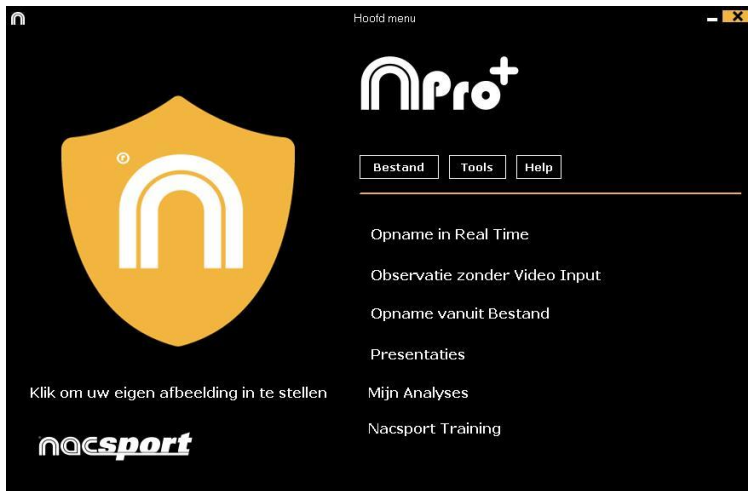 Hoofd menu
nPro+
Bestand
Tools
Help
Opname in Real Time
Observatie zonder Video Input
Opname vanuit Bestand
Presentaties
Mijn Analyses
Nacsport Training
n
®
Klik om uw eigen afbeelding in te stellen
nacsport